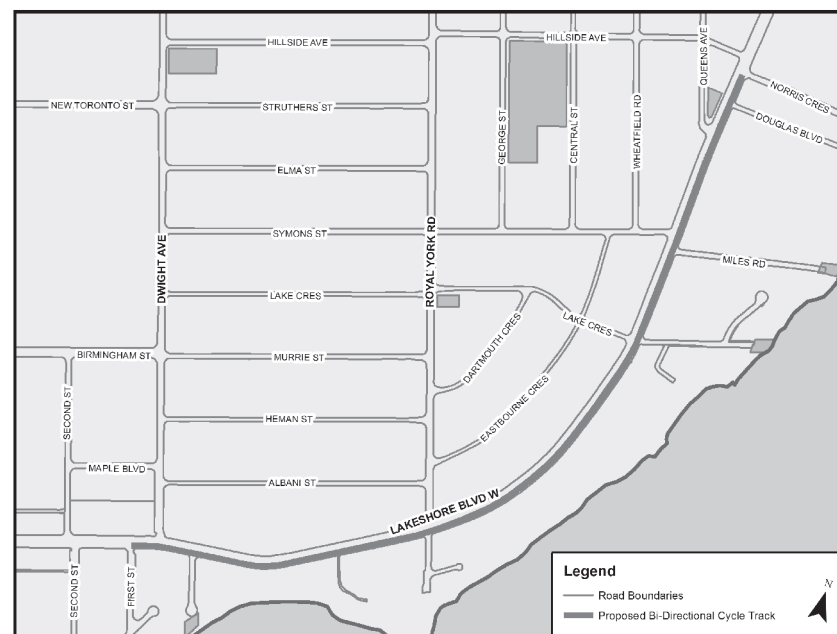 HILLSIDE AVE
HILLSIDE AVE
QUEENS AVE
NORRIS CRES
NEW TORONTO ST
STRUTHERS ST
GEORGE ST
CENTRAL ST
WHEATFIELD RD
DOUGLAS BLVD
ELMA ST
SYMONS ST
DWIGHT AVE
ROYAL YORK RD
MILES RD
LAKE CRES
LAKE CRES
DARTMOUTH CRES
BIRMINGHAM ST
MURRIE ST
SECOND ST
EASTBOURNE CRES
HEMAN ST
MAPLE BLVD
ALBANI ST
LAKESHORE BLVD W
SECOND ST
FIRST ST
Legend
N
Road Boundaries
Proposed Bi-Directional Cycle Track